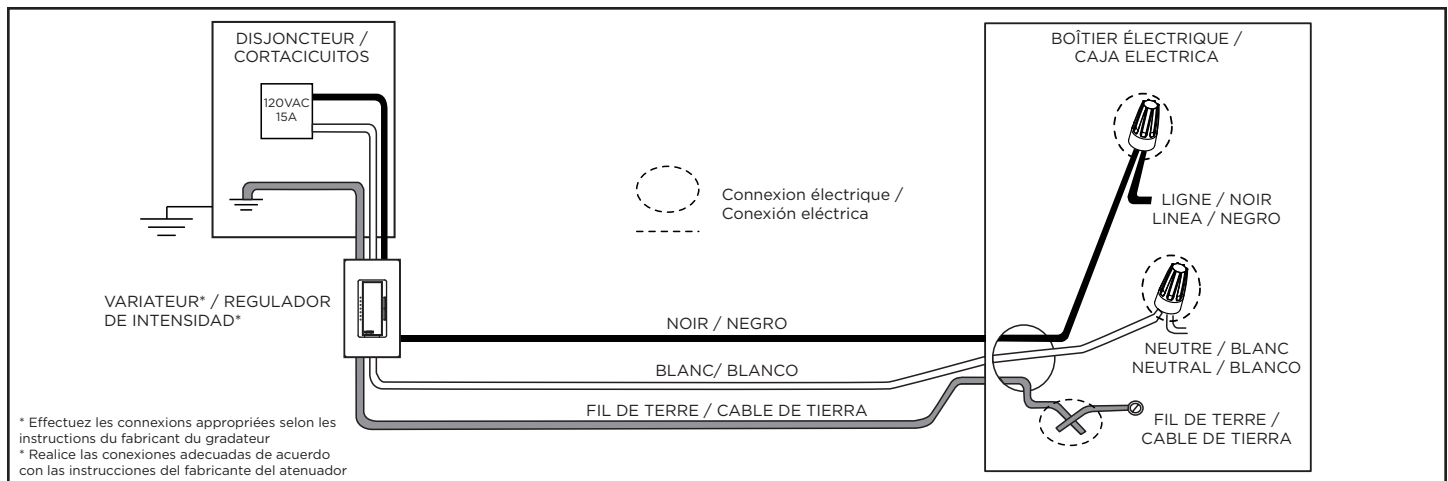 DISJONCTEUR /
CORTACICUITOS
120VAC
15A
BOÎTIER ÉLECTRIQUE /
CAJA ELECTRICA
Connexion électrique /
Conexión eléctrica
LIGNE / NOIR
LINEA / NEGRO
VARIATEUR* / REGULADOR
DE INTENSIDAD*
NOIR / NEGRO
BLANC/ BLANCO
NEUTRE / BLANC
NEUTRAL / BLANCO
FIL DE TERRE / CABLE DE TIERRA
FIL DE TERRE /
CABLE DE TIERRA
* Effectuez les connexions appropriées selon les
instructions du fabricant du gradateur
* Realice las conexiones adecuadas de acuerdo
con las instrucciones del fabricante del atenuador